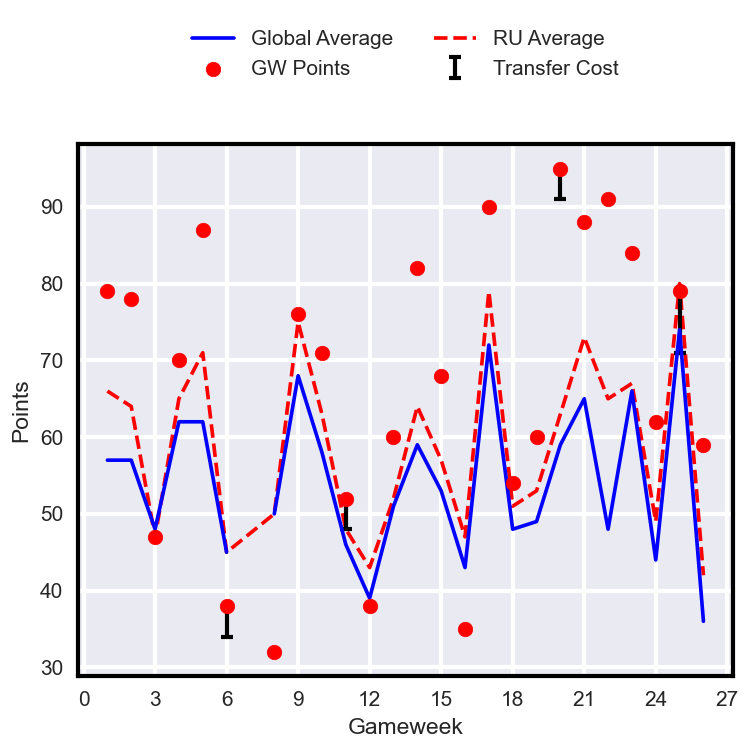 Global Average
RU Average
GW Points
Transfer Cost
90
80
70
60
50
40
30
Points
0 3 6 9 12 15 18 21 24 27
Gameweek